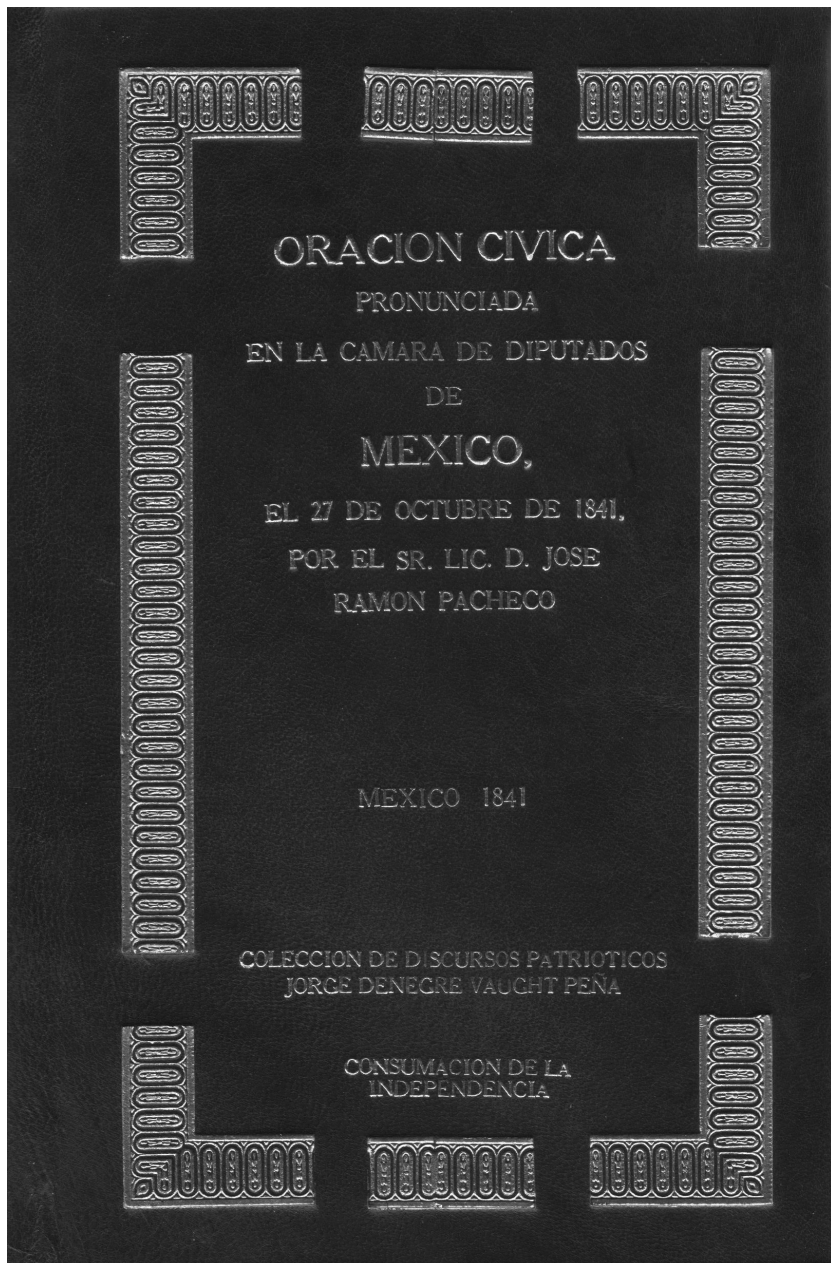 ORACION CIVICA
PRONUNCIADA
EN LA CAMARA DE DIPUTADOS
DE
MEXICO,
EL 27 DE OCTUBRE DE 1841,
POR EL SR. LIC. D. JOSE
RAMON PACHECO
MEXICO 1841
COLECCION DE DISCURSOS PATRIOTICOS
JORGE DENEGRE VAUGHT PEÑA
CONSUMACION DE LA
INDEPENDENCIA